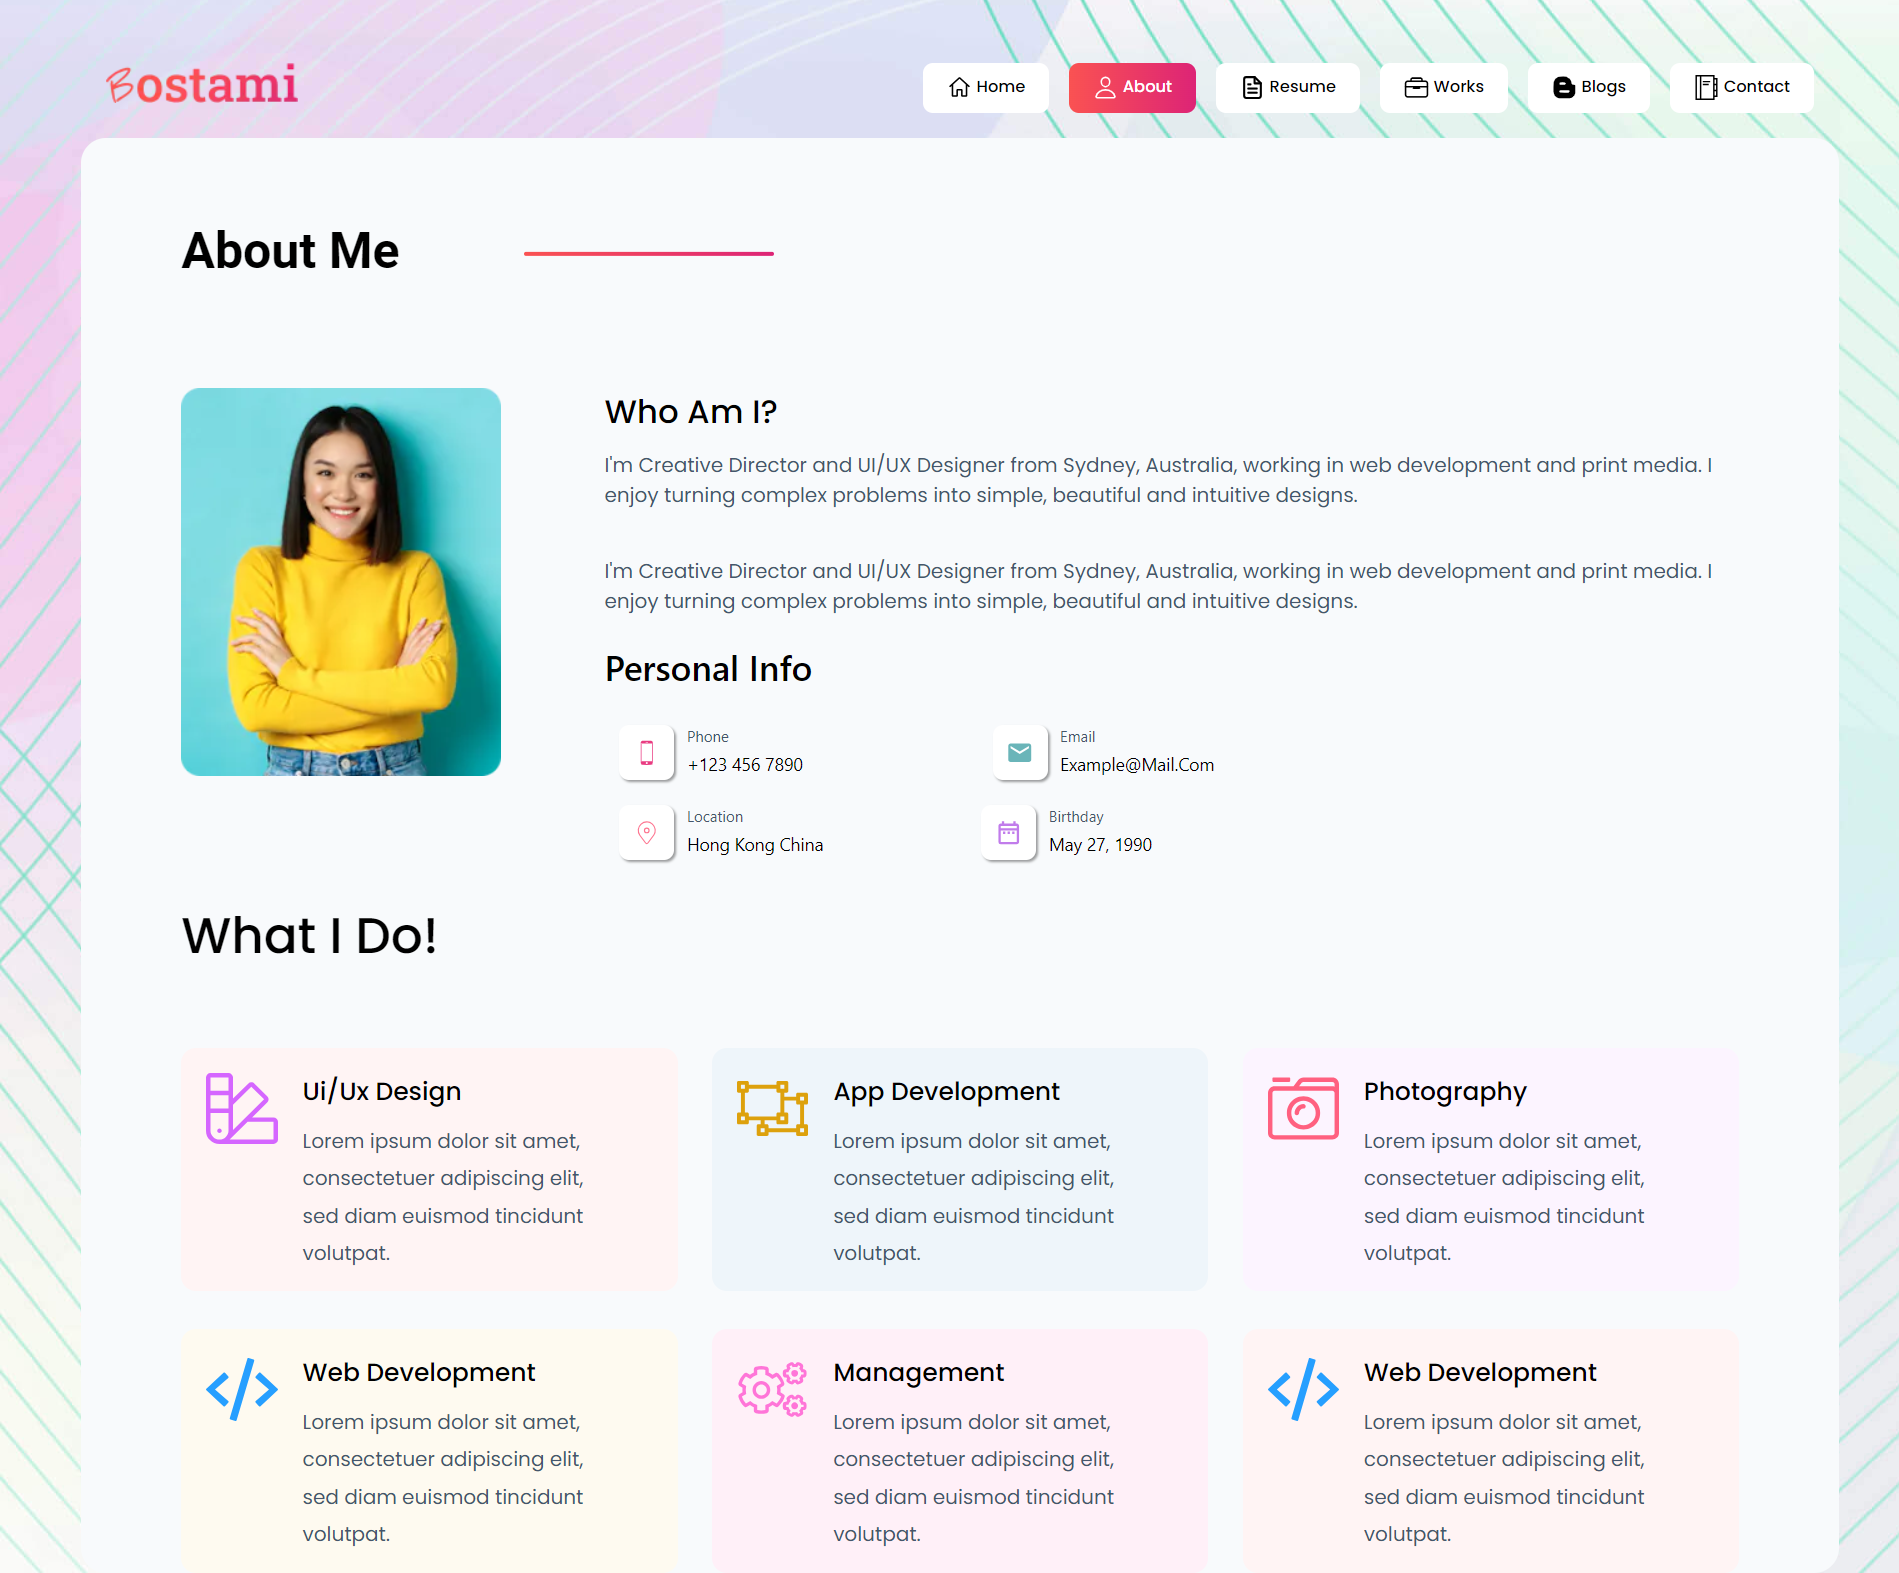 Bostami
Home
About
Resume
Works
Blogs
Contact
About Me
Who Am I?
I'm Creative Director and UI/UX Designer from Sydney, Australia, working in web development and print media. I
enjoy turning complex problems into simple, beautiful and intuitive designs.
I'm Creative Director and UI/UX Designer from Sydney, Australia, working in web development and print media. I
enjoy turning complex problems into simple, beautiful and intuitive designs.
Personal Info
Phone
+123 456 7890
Email
Example@Mail.Com
Location
Hong Kong China
Birthday
May 27, 1990
What I Do!
Ui/Ux Design
Lorem ipsum dolor sit amet,
consectetuer adipiscing elit,
sed diam euismod tincidunt
volutpat.
App Development
Lorem ipsum dolor sit amet,
consectetuer adipiscing elit,
sed diam euismod tincidunt
volutpat.
Photography
Lorem ipsum dolor sit amet,
consectetuer adipiscing elit,
sed diam euismod tincidunt
volutpat.
Web Development
Lorem ipsum dolor sit amet,
consectetuer adipiscing elit,
sed diam euismod tincidunt
volutpat.
Management
Lorem ipsum dolor sit amet,
consectetuer adipiscing elit,
sed diam euismod tincidunt
volutpat.
Web Development
Lorem ipsum dolor sit amet,
consectetuer adipiscing elit,
sed diam euismod tincidunt
volutpat.